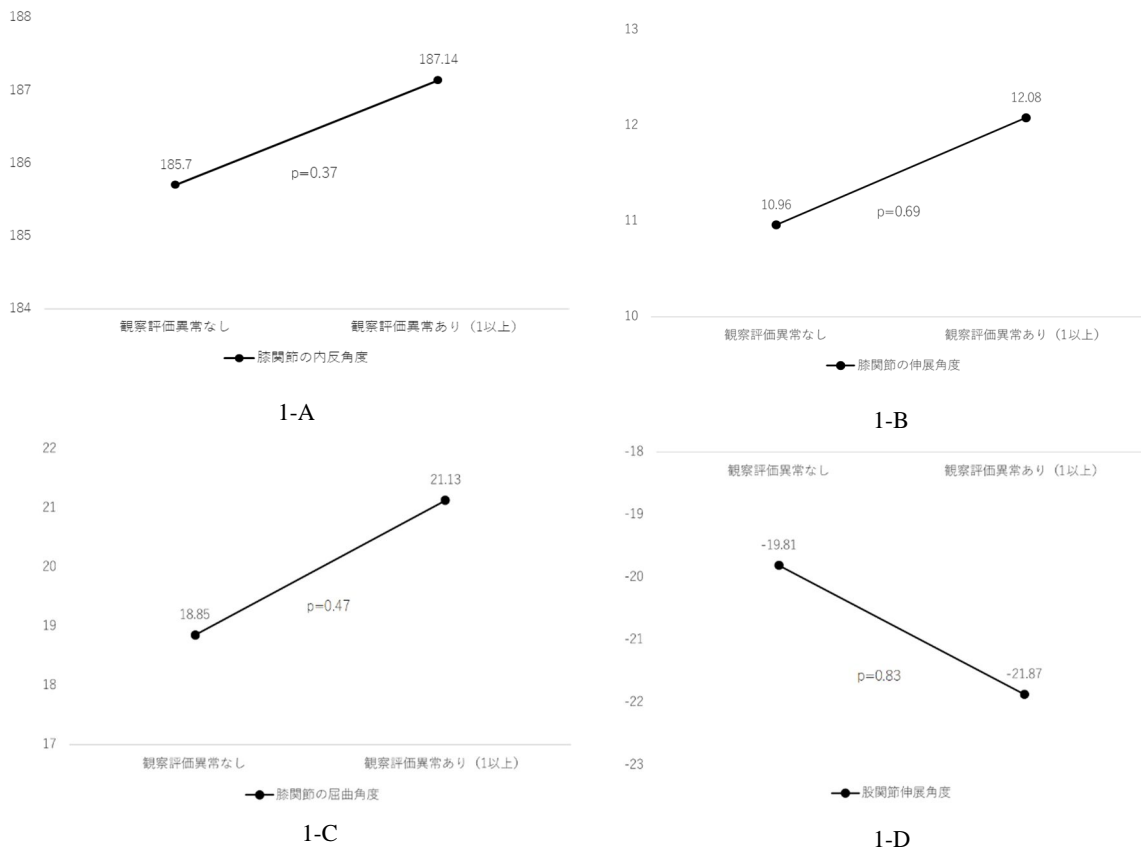 188
187
186
185
184
185.7
187.14
p=0.37
観察評価異常なし
観察評価異常あり（1以上）
膝関節の内反角度
1-A
13
12
11
10
10.96
12.08
p=0.69
観察評価異常なし
観察評価異常あり（1以上）
膝関節の伸展角度
1-B
22
21
20
19
18
17
18.85
21.13
p=0.47
観察評価異常なし
観察評価異常あり（1以上）
膝関節の屈曲角度
1-C
-18
-19
-20
-21
-22
-23
観察評価異常なし
観察評価異常あり（1以上）
-19.81
-21.87
p=0.83
股関節伸展角度
1-D